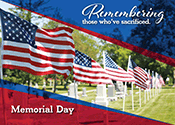 Remembering
those who've sacrificed.
Memorial Day